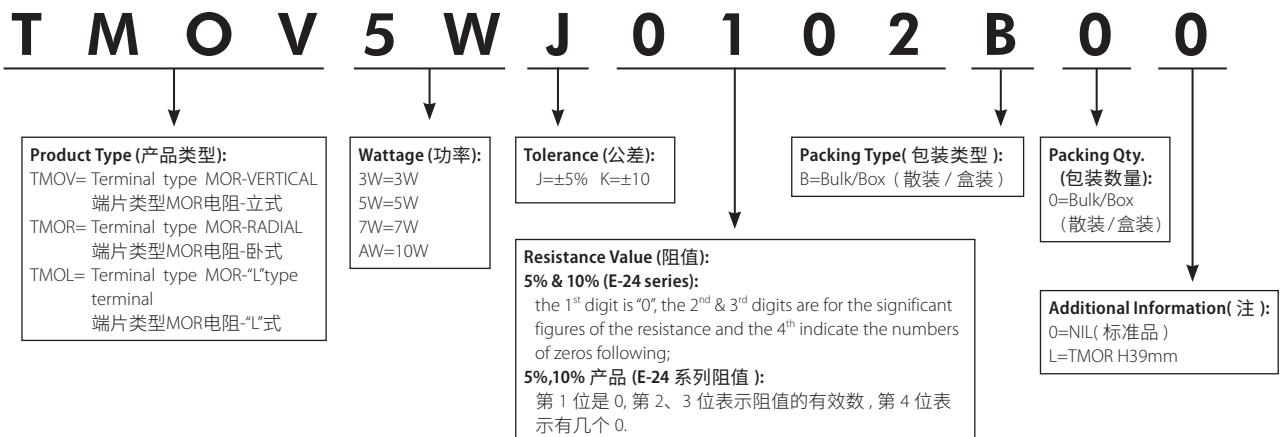 T M O V 5 W J 0 1 0 2 B 0 0
Product Type (产品类型):
TMOV= Terminal type MOR-VERTICAL
端片类型MOR电阻-立式
TMOR= Terminal type MOR-RADIAL
端片类型MOR电阻-卧式
TMOL= Terminal type MOR-“L”type
terminal
端片类型MOR电阻-“L”式
Wattage (功率):
3W=3W
5W=5W
7W=7W
AW=10W
Tolerance (公差):
J=±5% K=±10
Resistance Value (阻值):
5% & 10% (E-24 series):
the 1st digit is “0”, the 2nd & 3rd digits are for the significant
figures of the resistance and the 4th indicate the numbers
of zeros following;
5%,10% 产品 (E-24 系列阻值 ):
第 1 位是 0, 第 2、3 位表示阻值的有效数 , 第 4 位表
示有几个 0.
Packing Type( 包装类型 ):
B=Bulk/Box ( 散装 / 盒装 )
Packing Qty.
(包装数量):
0=Bulk/Box
(散装/盒装)
Additional Information( 注 ):
0=NIL( 标准品 )
L=TMOR H39mm